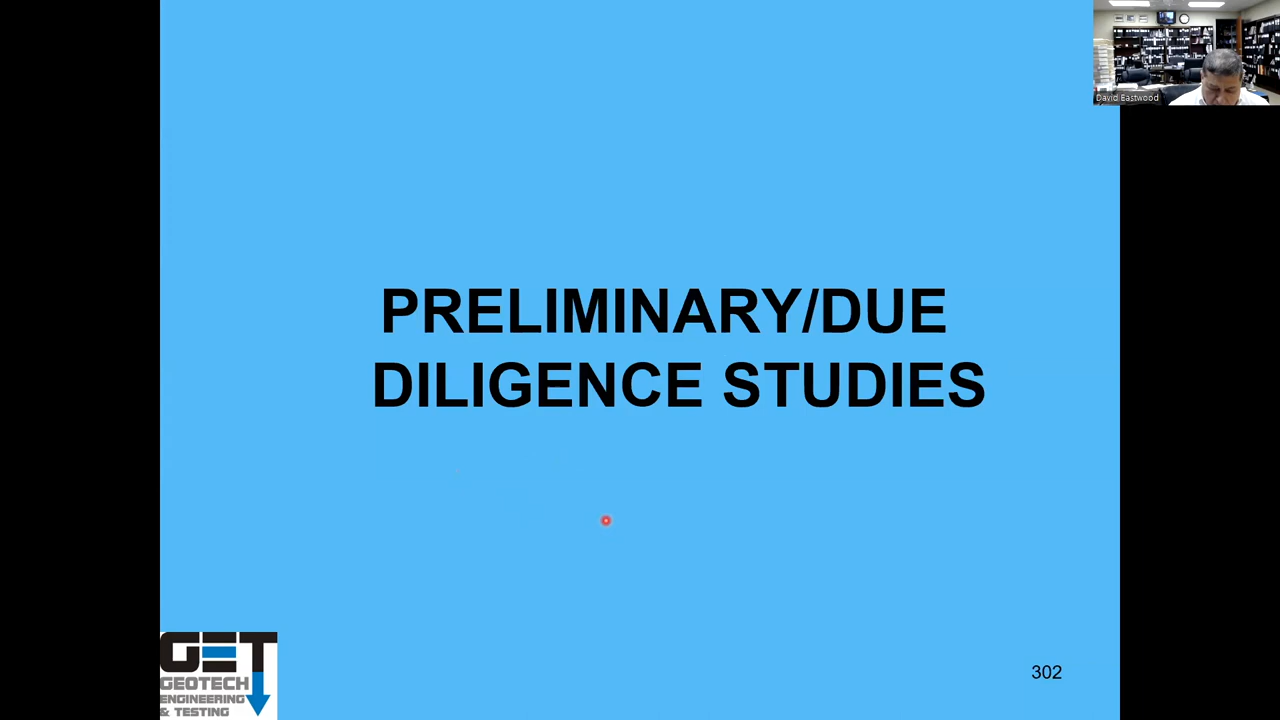 David Eastwood
PRELIMINARY/DUE
DILIGENCE STUDIES
GET
GEOTECH
ENGINEERING
& TESTING
302